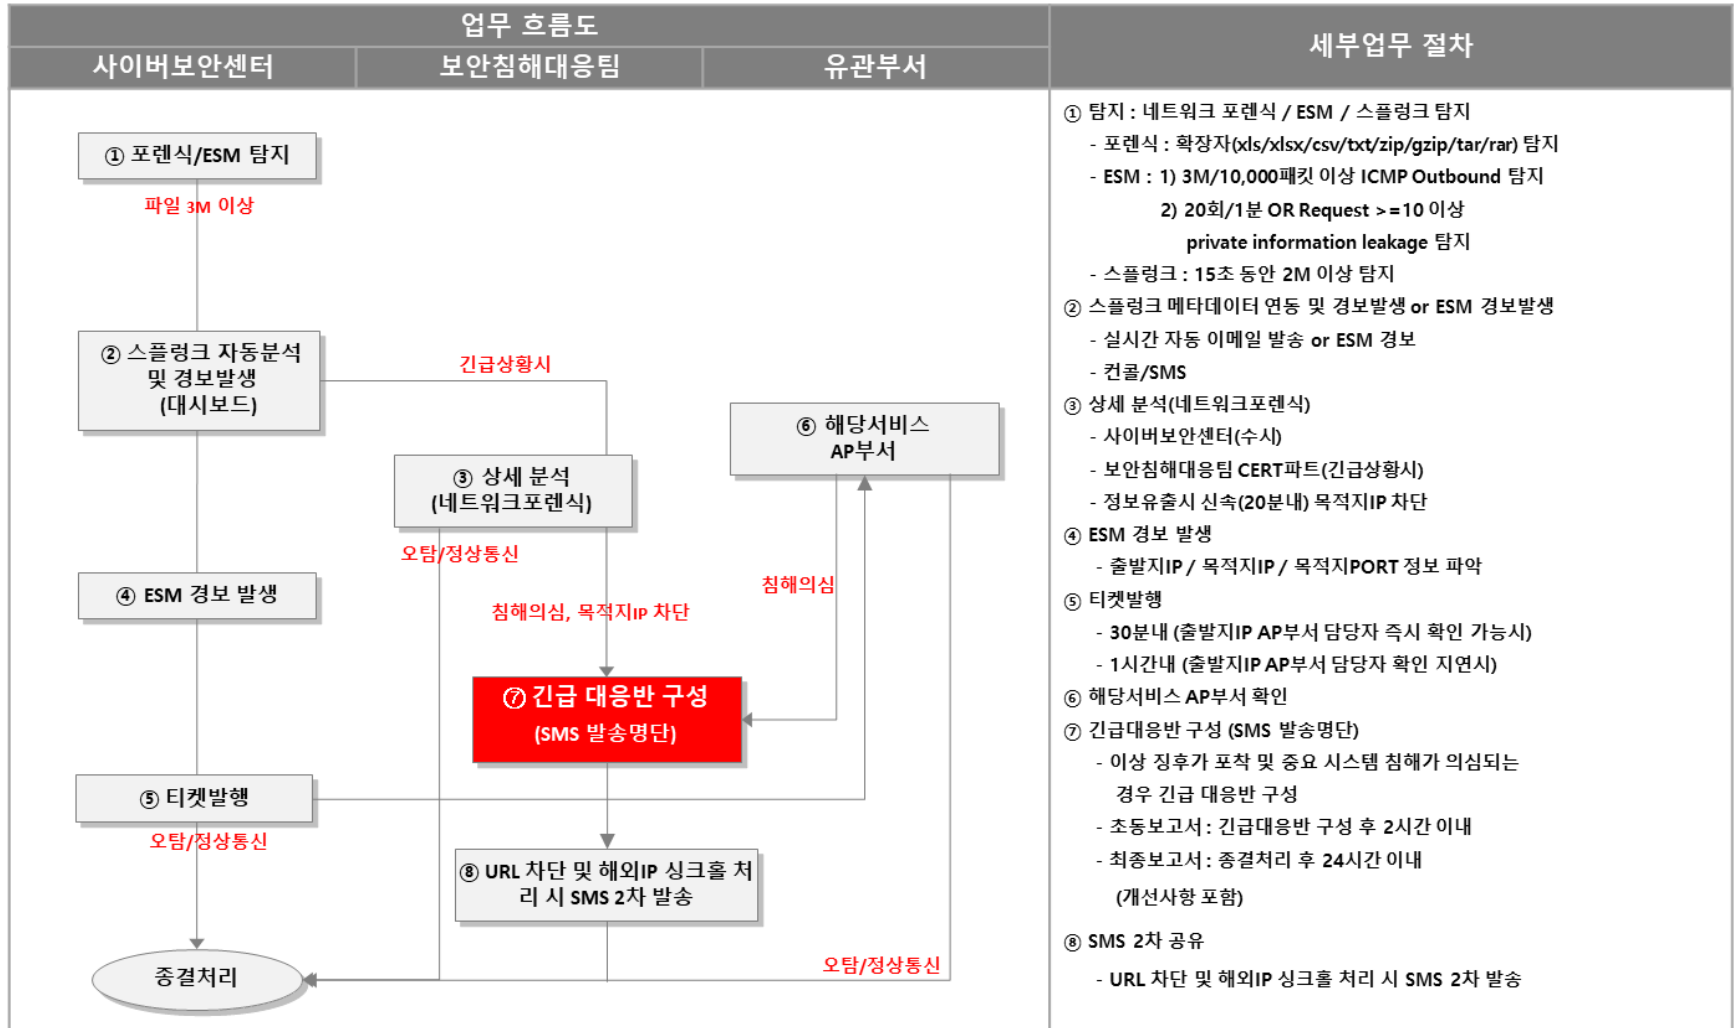 업무 흐름도
세부업무 절차
사이버보안센터
보안침해대응팀
유관부서
① 포렌식/ESM 탐지
파일 3M 이상
② 스플렁크 자동분석
및 경보발생
(대시보드)
긴급상황시
⑥ 해당서비스
AP부서
③ 상세 분석
(네트워크포렌식)
오탐/정상통신
④ ESM 경보 발생
침해의심
침해의심, 목적지IP 차단
⑦ 긴급 대응반 구성
(SMS 발송명단)
⑤ 티켓발행
오탐/정상통신
⑧ URL 차단 및 해외IP 싱크홀 처
리 시 SMS 2차 발송
오탐/정상통신
종결처리
① 탐지 : 네트워크 포렌식 / ESM / 스플렁크 탐지
- 포렌식 : 확장자(xls/xlsx/csv/txt/zip/gzip/tar/rar) 탐지
- ESM : 1) 3M/10,000패킷 이상 ICMP Outbound 탐지
2) 20회/1분 OR Request >=10 이상
private information leakage 탐지
- 스플렁크 : 15초 동안 2M 이상 탐지
② 스플렁크 메타데이터 연동 및 경보발생 or ESM 경보발생
- 실시간 자동 이메일 발송 or ESM 경보
- 컨콜/SMS
③ 상세 분석(네트워크포렌식)
- 사이버보안센터(수시)
- 보안침해대응팀 CERT파트(긴급상황시)
- 정보유출시 신속(20분내) 목적지IP 차단
④ ESM 경보 발생
- 출발지IP / 목적지IP / 목적지PORT 정보 파악
⑤ 티켓발행
- 30분내 (출발지IP AP부서 담당자 즉시 확인 가능시)
- 1시간내 (출발지IP AP부서 담당자 확인 지연시)
⑥ 해당서비스 AP부서 확인
⑦ 긴급대응반 구성 (SMS 발송명단)
- 이상 징후가 포착 및 중요 시스템 침해가 의심되는
경우 긴급 대응반 구성
- 초동보고서 : 긴급대응반 구성 후 2시간 이내
- 최종보고서 : 종결처리 후 24시간 이내
(개선사항 포함)
⑧ SMS 2차 공유
- URL 차단 및 해외IP 싱크홀 처리 시 SMS 2차 발송